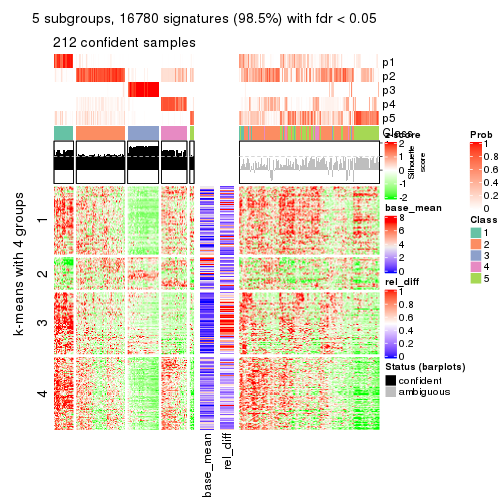 5 subgroups, 16780 signatures (98.5%) with fdr < 0.05
212 confident samples
p1
p2
p3
p4
p5
Class
z-score
2
1
0
-1
-2
Silhouette
score
Prob
1
0.8
0.6
0.4
0.2
0
base_mean
8
6
4
2
0
Class
1
2
3
4
5
rel_diff
1
0.8
0.6
0.4
0.2
0
Status (barplots)
confident
ambiguous
k-means with 4 groups
1
2
3
4
base_mean
rel_diff